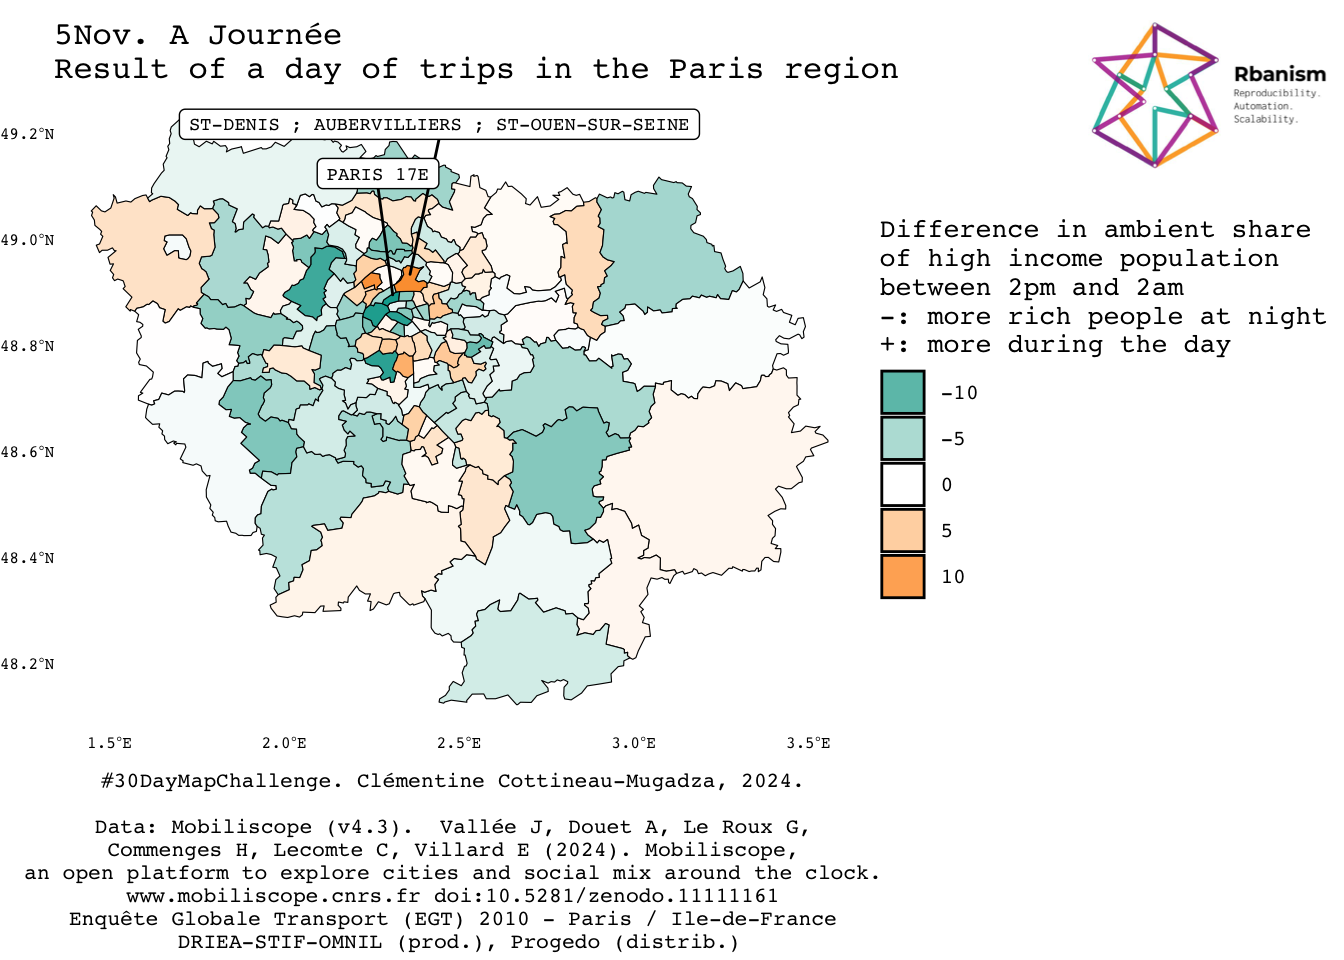 5Nov. A Journée
Result of a day of trips in the Paris region
Rbanism
Reproducibility.
Automation.
Scalability.
ST-DENIS ; AUBERVILLIERS ; ST-OUEN-SUR-SEINE
PARIS 17E
49.2°N
49.0°N
48.8°N
48.6°N
48.4°N
48.2°N
1.5°E 2.0°E 2.5°E 3.0°E 3.5°E
Difference in ambient share
of high income population
between 2pm and 2am
-: more rich people at night
+: more during the day
-10
-5
0
5
10
#30DayMapChallenge. Clémentine Cottineau-Mugadza, 2024.
Data: Mobiliscope (v4.3).  Vallée J, Douet A, Le Roux G,
Commenges H, Lecomte C, Villard E (2024). Mobiliscope,
an open platform to explore cities and social mix around the clock.
www.mobiliscope.cnrs.fr doi:10.5281/zenodo.11111161
Enquête Globale Transport (EGT) 2010 - Paris / Ile-de-France
DRIEA-STIF-OMNIL (prod.), Progedo (distrib.)